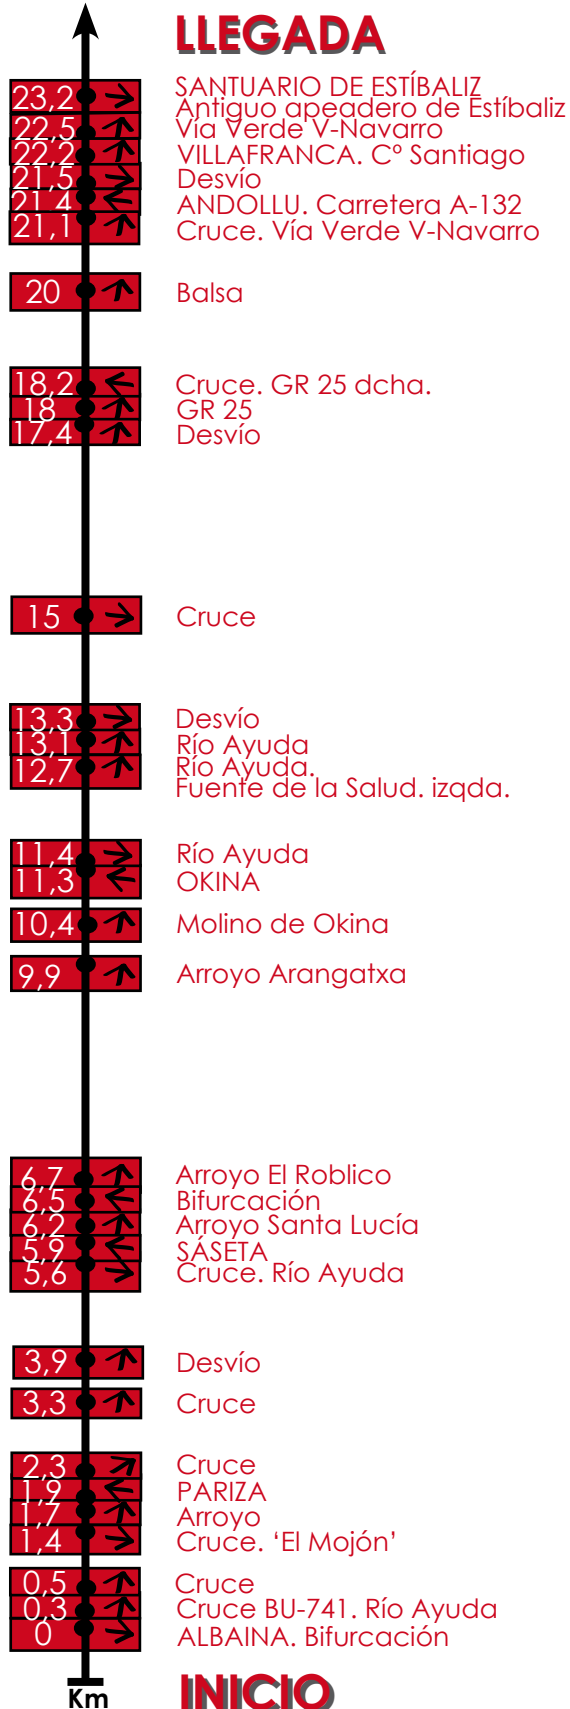 LLEGADA
23,2 SANTUARIO DE ESTÍBALIZ
Antiguo apeadero de Estíbaliz
22,5 Vía Verde V-Navarro
22,2 VILLAFRANCA. Cº Santiago
21,5 Desvío
21,4 ANDOLLU. Carretera A-132
21,1 Cruce. Vía Verde V-Navarro
20 Balsa
18,2 Cruce. GR 25 dcha.
18 GR 25
17,4 Desvío
15 Cruce
13,3 Desvío
13,1 Río Ayuda
12,7 Río Ayuda.
Fuente de la Salud. izqda.
11,4 Río Ayuda
11,3 OKINA
10,4 Molino de Okina
9,9 Arroyo Arangatxa
6,7 Arroyo El Roblico
6,5 Bifurcación
6,2 Arroyo Santa Lucía
5,9 SÁSETA
5,6 Cruce. Río Ayuda
3,9 Desvío
3,3 Cruce
2,3 Cruce
1,9 PARIZA
1,7 Arroyo
1,4 Cruce. ‘El Mojón’
0,5 Cruce
0,3 Cruce BU-741. Río Ayuda
0 ALBAINA. Bifurcación
Km INICIO